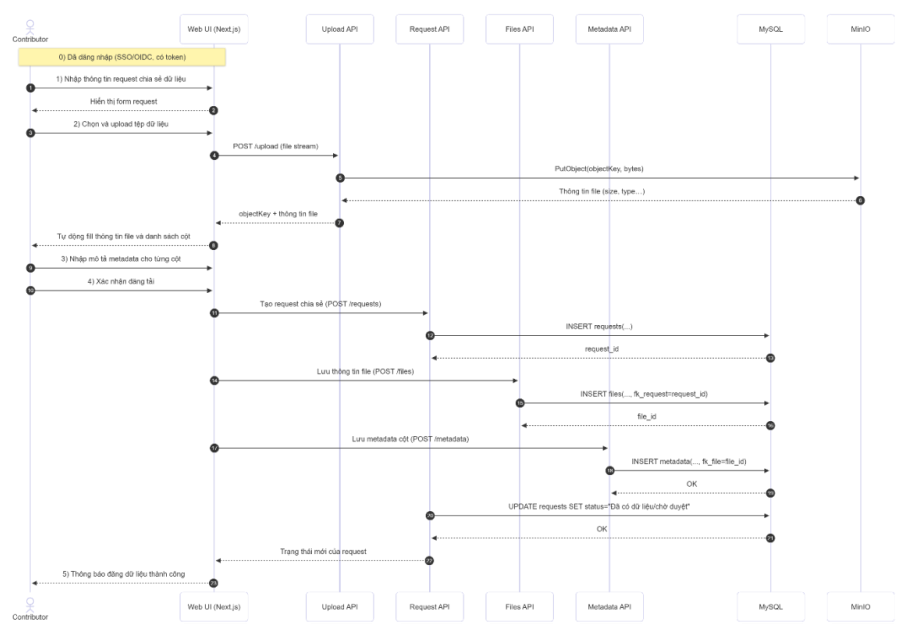 Contributor
Web UI (Next.js)
Upload API
Request API
Files API
Metadata API
MySQL
MinIO
0) Đã đăng nhập (SSO/OIDC, có token)
1) Nhập thông tin request chia sẻ dữ liệu
1
Hiển thị form request
2
2) Chọn và upload tệp dữ liệu
3
POST /upload (file stream)
4
PutObject(objectKey, bytes)
5
Thông tin file (size, type…)
6
objectKey + thông tin file
7
Tự động fill thông tin file và danh sách cột
8
3) Nhập mô tả metadata cho từng cột
9
4) Xác nhận đăng tải
10
Tạo request chia sẻ (POST /requests)
11
INSERT requests(...)
12
request_id
13
Lưu thông tin file (POST /files)
14
INSERT files(..., fk_request=request_id)
15
file_id
16
Lưu metadata cột (POST /metadata)
17
INSERT metadata(..., fk_file=file_id)
18
OK
19
UPDATE requests SET status="Đã có dữ liệu/chờ duyệt"
20
OK
21
Trạng thái mới của request
22
5) Thông báo đăng dữ liệu thành công
23
Contributor
Web UI (Next.js)
Upload API
Request API
Files API
Metadata API
MySQL
MinIO